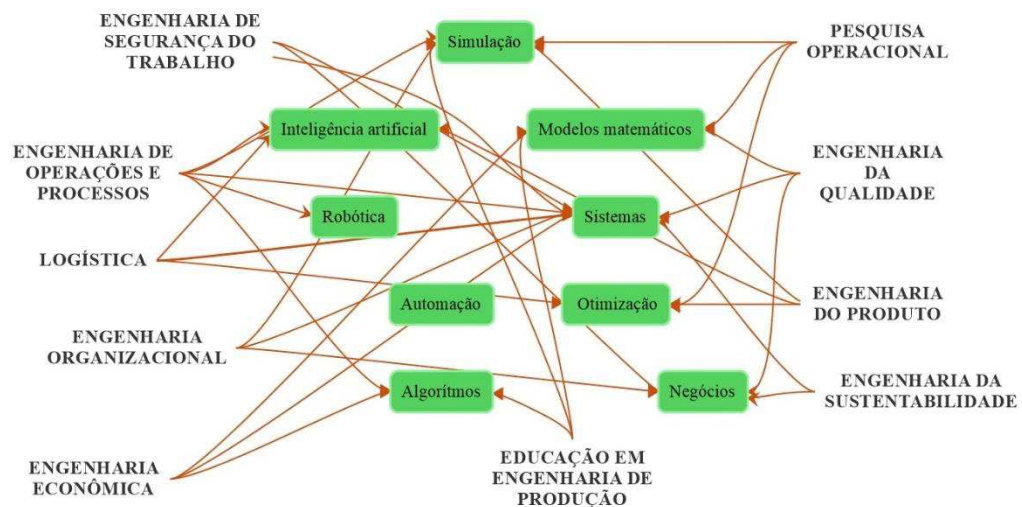 ENGENHARIA DE
SEGURANÇA DO
TRABALHO
Simulação
PESQUISA
OPERACIONAL
Inteligência artificial
Modelos matemáticos
ENGENHARIA DE
OPERAÇÕES E
PROCESSOS
ENGENHARIA
DA
QUALIDADE
Robótica
Sistemas
LOGÍSTICA
Automação
Otimização
ENGENHARIA
DO PRODUTO
ENGENHARIA
ORGANIZACIONAL
Algorítmos
Negócios
ENGENHARIA DA
SUSTENTABILIDADE
ENGENHARIA
ECONÔMICA
EDUCAÇÃO EM
ENGENHARIA DE
PRODUÇÃO